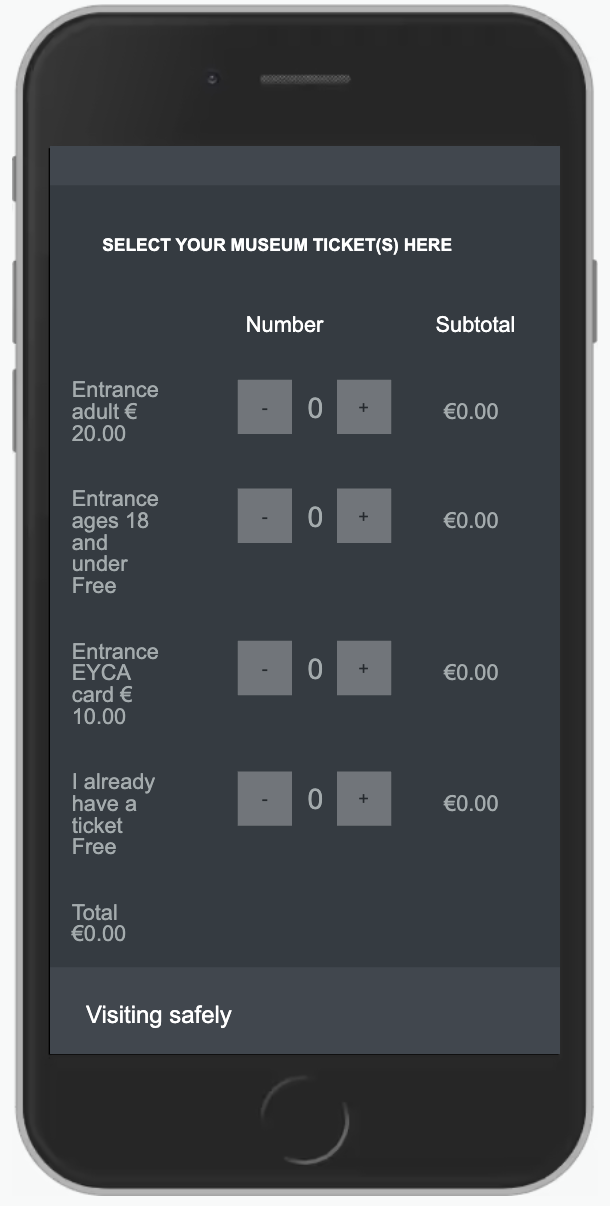 SELECT YOUR MUSEUM TICKET(S) HERE
Number Subtotal
Entrance
adult €
20.00
- 0 + €0.00
Entrance
ages 18
and
under
Free
- 0 + €0.00
Entrance
EYCA
card €
10.00
- 0 + €0.00
I already
have a
ticket
Free
- 0 + €0.00
Total
€0.00
Visiting safely